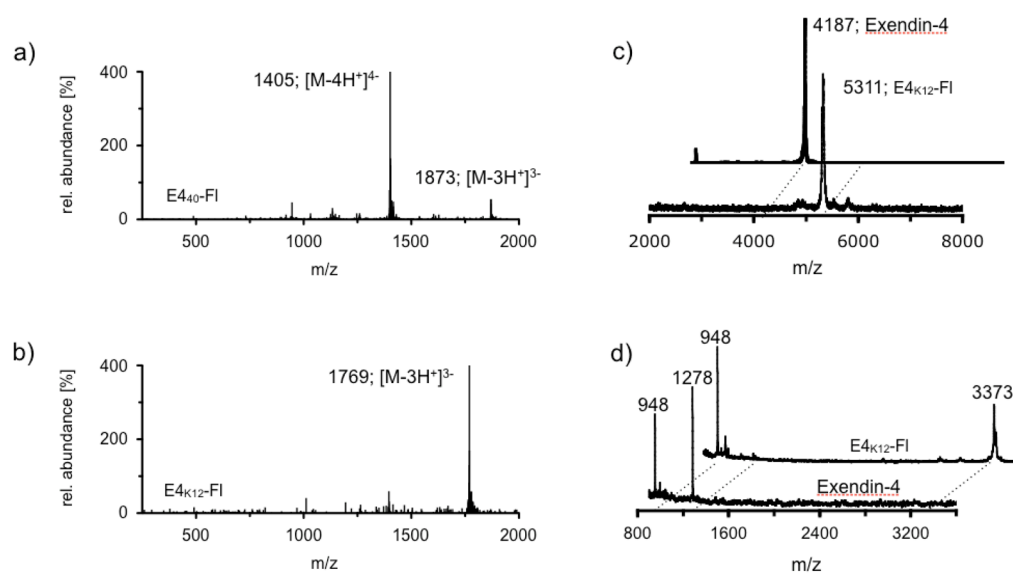 a)
rel. abundance [%]
400
200
0
1405; [M-4H⁺]⁴⁻
1873; [M-3H⁺]³⁻
E4₄₀-Fl
500 1000 1500 2000
m/z
b)
rel. abundance [%]
400
200
0
1769; [M-3H⁺]³⁻
E4K12-Fl
500 1000 1500 2000
m/z
c)
4187; Exendin-4
5311; E4K12-Fl
2000 4000 6000 8000
m/z
d)
948
1278
948
3373
E4K12-Fl
Exendin-4
800 1600 2400 3200
m/z